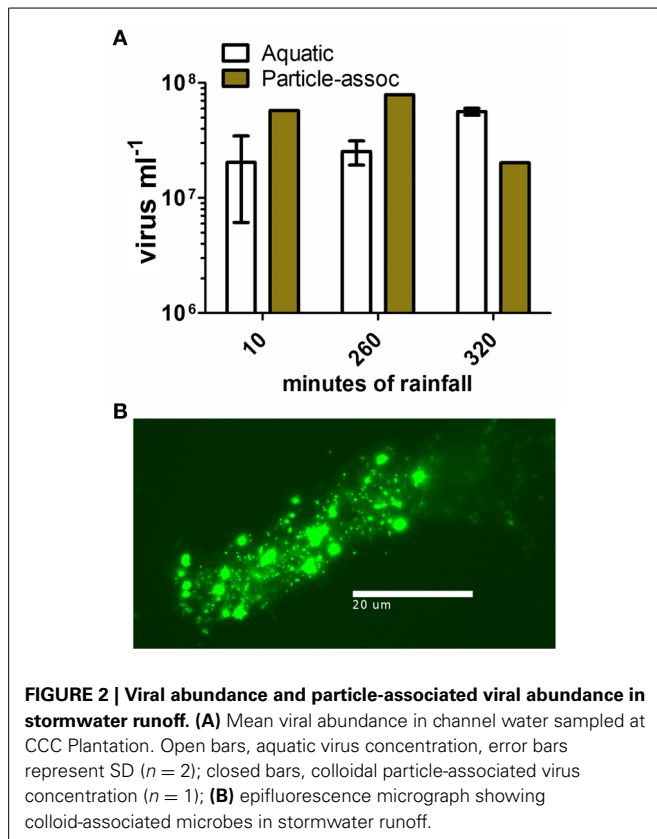 A
Aquatic
Particle-assoc
10⁸
10⁷
10⁶
virus ml⁻¹
10
260
320
minutes of rainfall
B
20 um
FIGURE 2 | Viral abundance and particle-associated viral abundance in
stormwater runoff. (A) Mean viral abundance in channel water sampled at
CCC Plantation. Open bars, aquatic virus concentration, error bars
represent SD (n = 2); closed bars, colloidal particle-associated virus
concentration (n = 1); (B) epifluorescence micrograph showing
colloid-associated microbes in stormwater runoff.